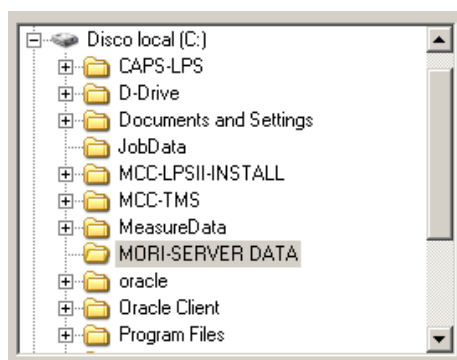 Disco local (C:)
CAPS-LPS
D-Drive
Documents and Settings
JobData
MCC-LPSII-INSTALL
MCC-TMS
MeasureData
MORI-SERVER DATA
oracle
Oracle Client
Program Files